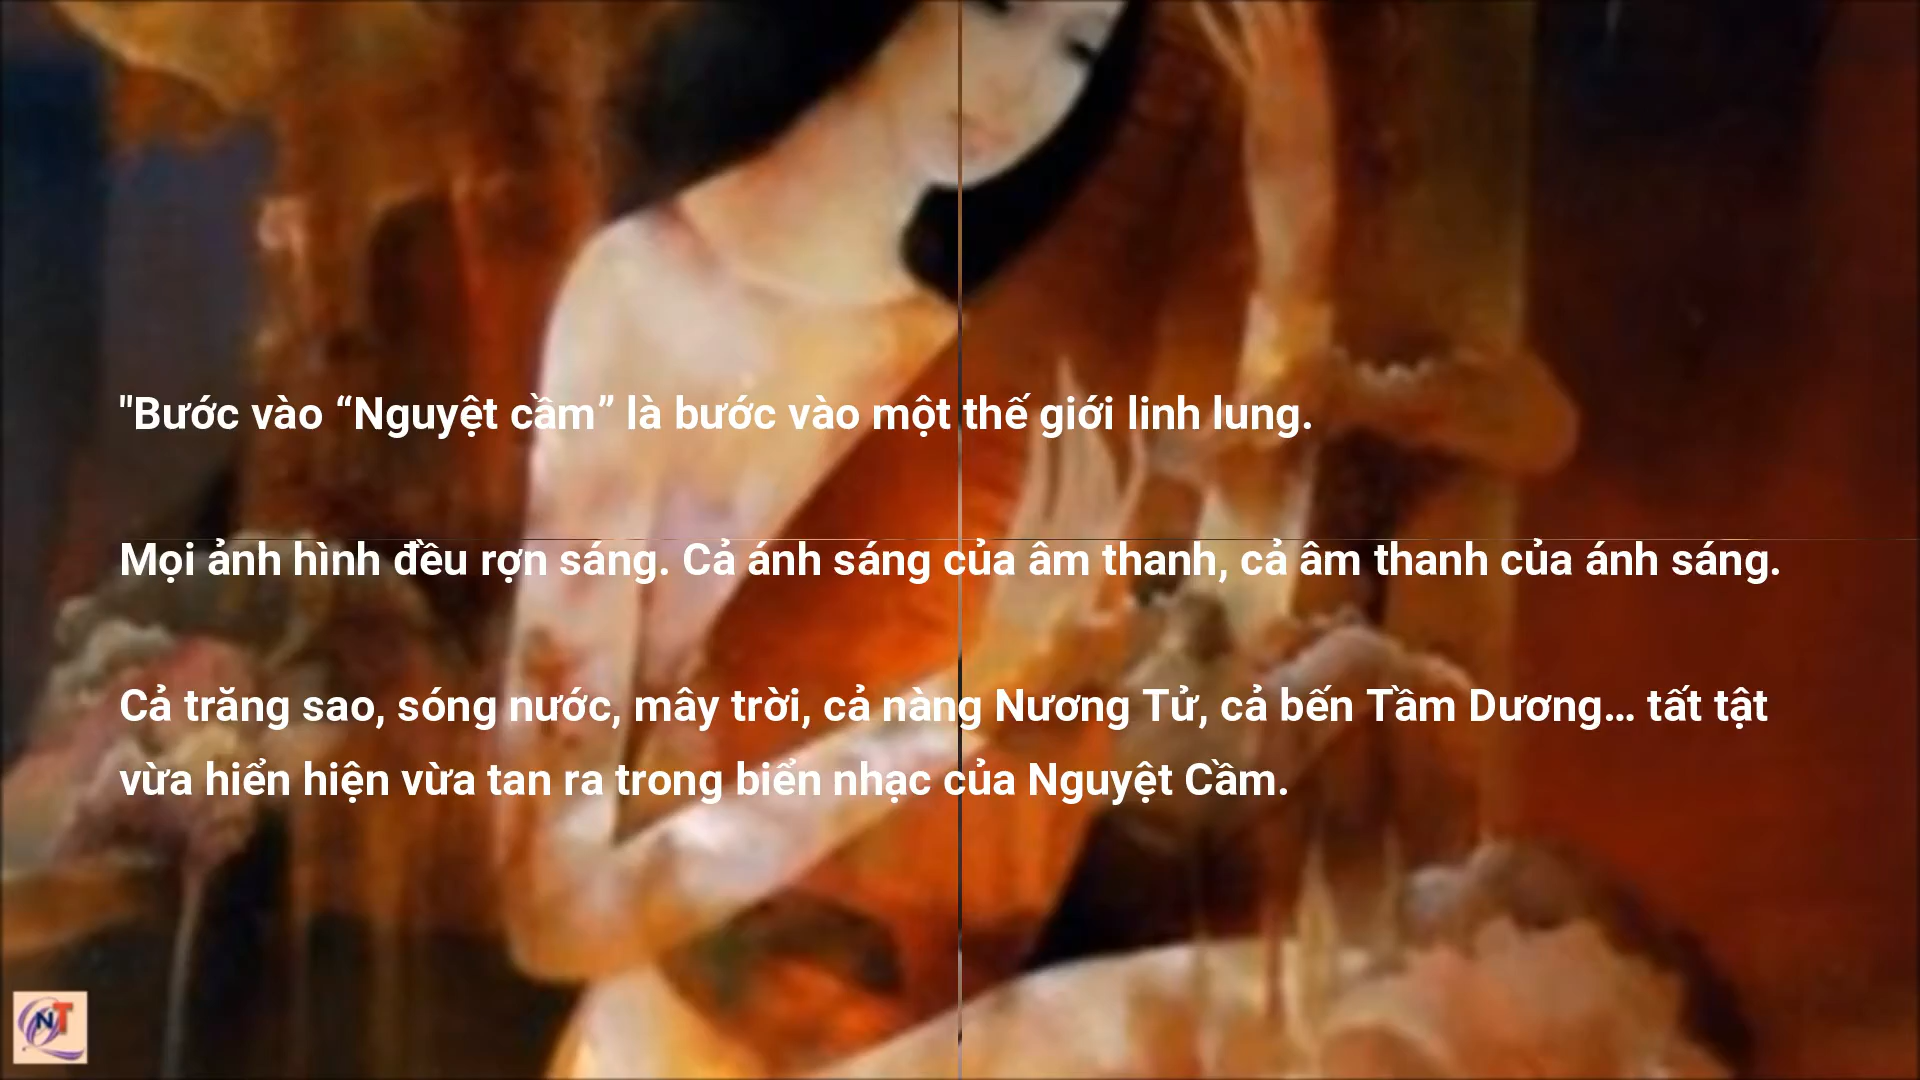 "Bước vào “Nguyệt cầm” là bước vào một thế giới linh lung.
Mọi ảnh hình đều rợn sáng. Cả ánh sáng của âm thanh, cả âm thanh của ánh sáng.
Cả trăng sao, sóng nước, mây trời, cả nàng Nương Tử, cả bến Tầm Dương… tất tật
vừa hiển hiện vừa tan ra trong biển nhạc của Nguyệt Cầm.
NT